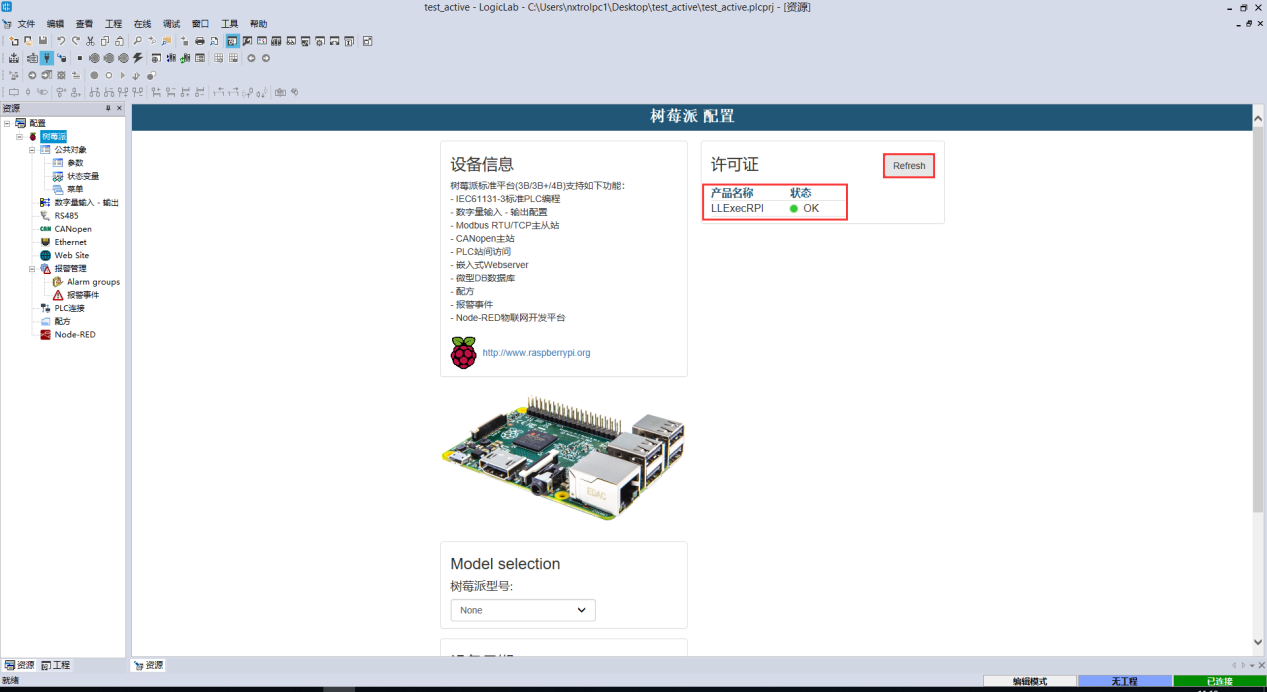 test_active - LogicLab - C:\Users\nxtrolpc1\Desktop\test_active\test_active.plcprj - [资源]
文件 编辑 查看 工程 在线 调试 窗口 工具 帮助
资源
配置
树莓派
公共对象
参数
状态变量
菜单
数字量输入 - 输出
RS485
CANopen
Ethernet
Web Site
报警管理
Alarm groups
报警事件
PLC连接
配方
Node-RED
树莓派 配置
设备信息
树莓派标准平台(3B/3B+/4B)支持如下功能:
- IEC61131-3标准PLC编程
- 数字量输入 - 输出配置
- Modbus RTU/TCP主从站
- CANopen主站
- PLC站间访问
- 嵌入式Webserver
- 微型DB数据库
- 配方
- 报警事件
- Node-RED物联网开发平台
http://www.raspberrypi.org
许可证
Refresh
产品名称 状态
LLExecRPI OK
EDAC
Model selection
树莓派型号:
None
资源 工程
资源
就绪
编辑模式 无工程 已连接